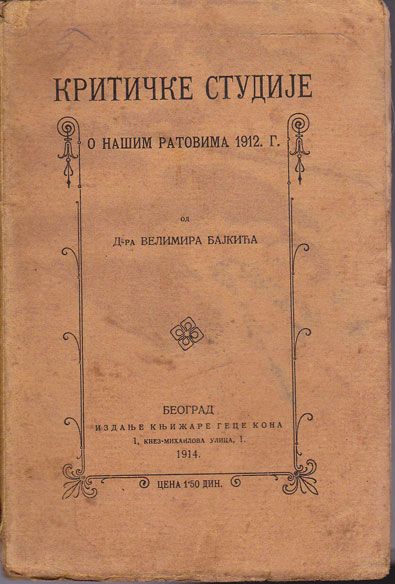 КРИТИЧКЕ СТУДИЈЕ
О НАШИМ РАТОВИМА 1912. Г.
ОД
Д-РА ВЕЛИМИРА БАЈКИЋА
БЕОГРАД
ИЗДАЊЕ КЊИЖАРЕ ГЕЦЕ КОНА
1, КНЕЗ-МИХАИЛОВА УЛИЦА, 1.
1914.
ЦЕНА 1·50 ДИН.